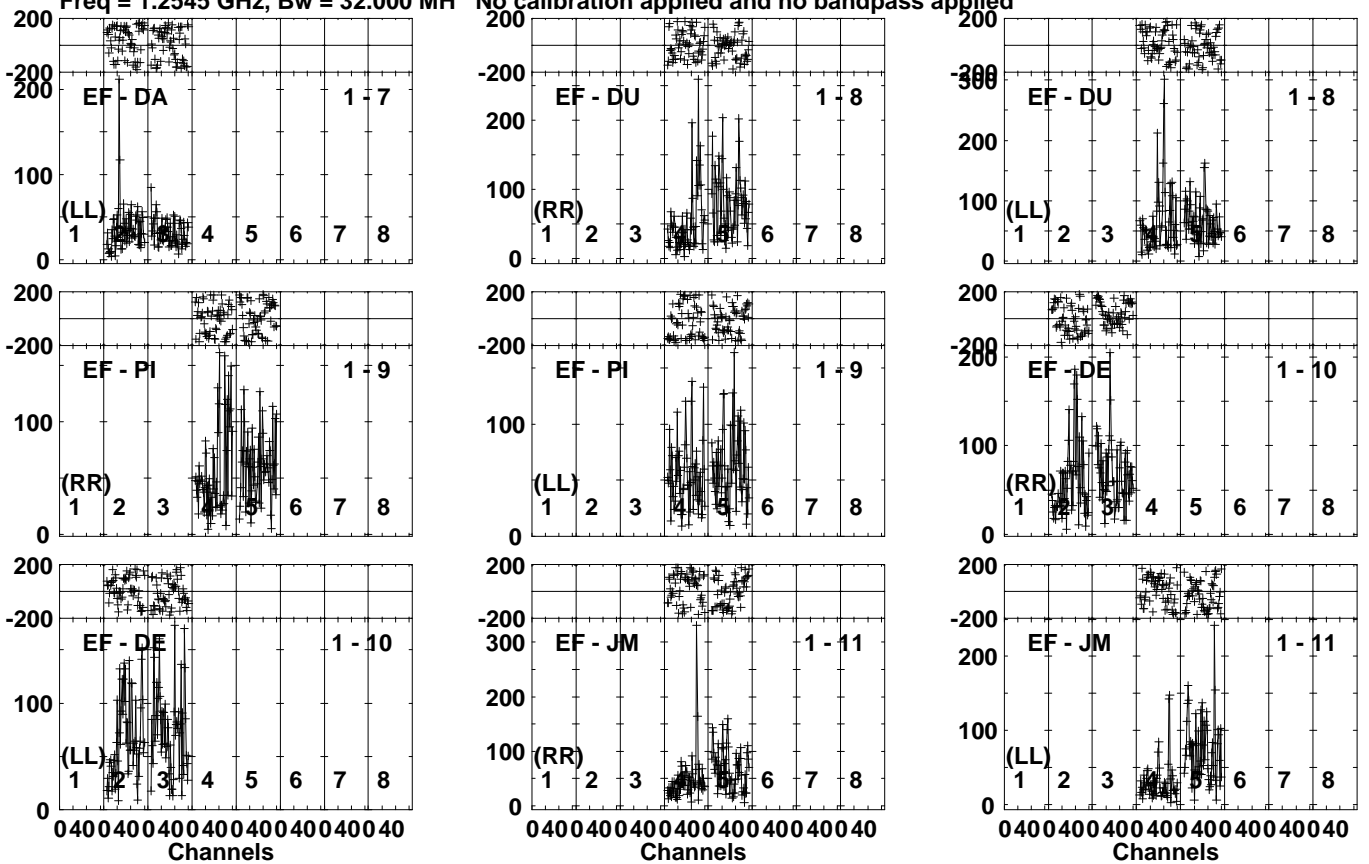 Freq = 1.2545 GHz, Bw = 32.000 MH No calibration applied and no bandpass applied
200
-200
200
100
0
EF - DA 1 - 7
(LL)
1 2 3 4 5 6 7 8
200
-200
200
100
0
EF - DU 1 - 8
(RR)
1 2 3 4 5 6 7 8
200
-200
300
200
100
0
EF - DU 1 - 8
(LL)
1 2 3 4 5 6 7 8
200
-200
100
0
EF - PI 1 - 9
(RR)
1 2 3 4 5 6 7 8
200
-200
100
0
EF - PI 1 - 9
(LL)
1 2 3 4 5 6 7 8
200
-200
200
100
0
EF - DE 1 - 10
(RR)
1 2 3 4 5 6 7 8
200
-200
100
0
EF - DE 1 - 10
(LL)
1 2 3 4 5 6 7 8
0 40 0 40 0 40 0 40 0 40 0 40 0 40 0 40
Channels
200
-200
300
200
100
0
EF - JM 1 - 11
(RR)
1 2 3 4 5 6 7 8
0 40 0 40 0 40 0 40 0 40 0 40 0 40 0 40
Channels
200
-200
200
100
0
EF - JM 1 - 11
(LL)
1 2 3 4 5 6 7 8
0 40 0 40 0 40 0 40 0 40 0 40 0 40 0 40
Channels